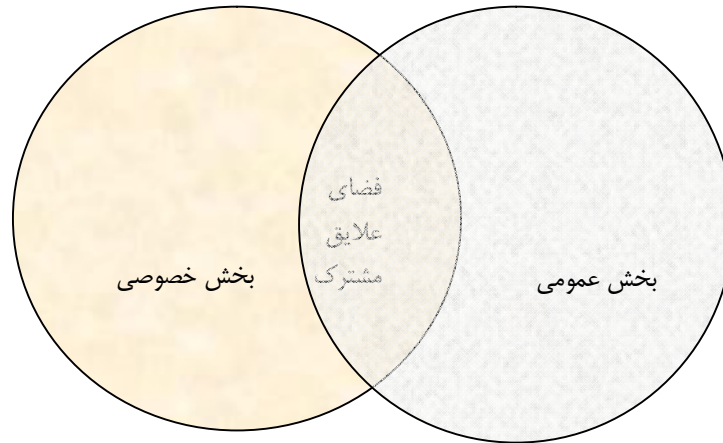 فضای
علایق
مشترک
بخش عمومی
بخش خصوصی